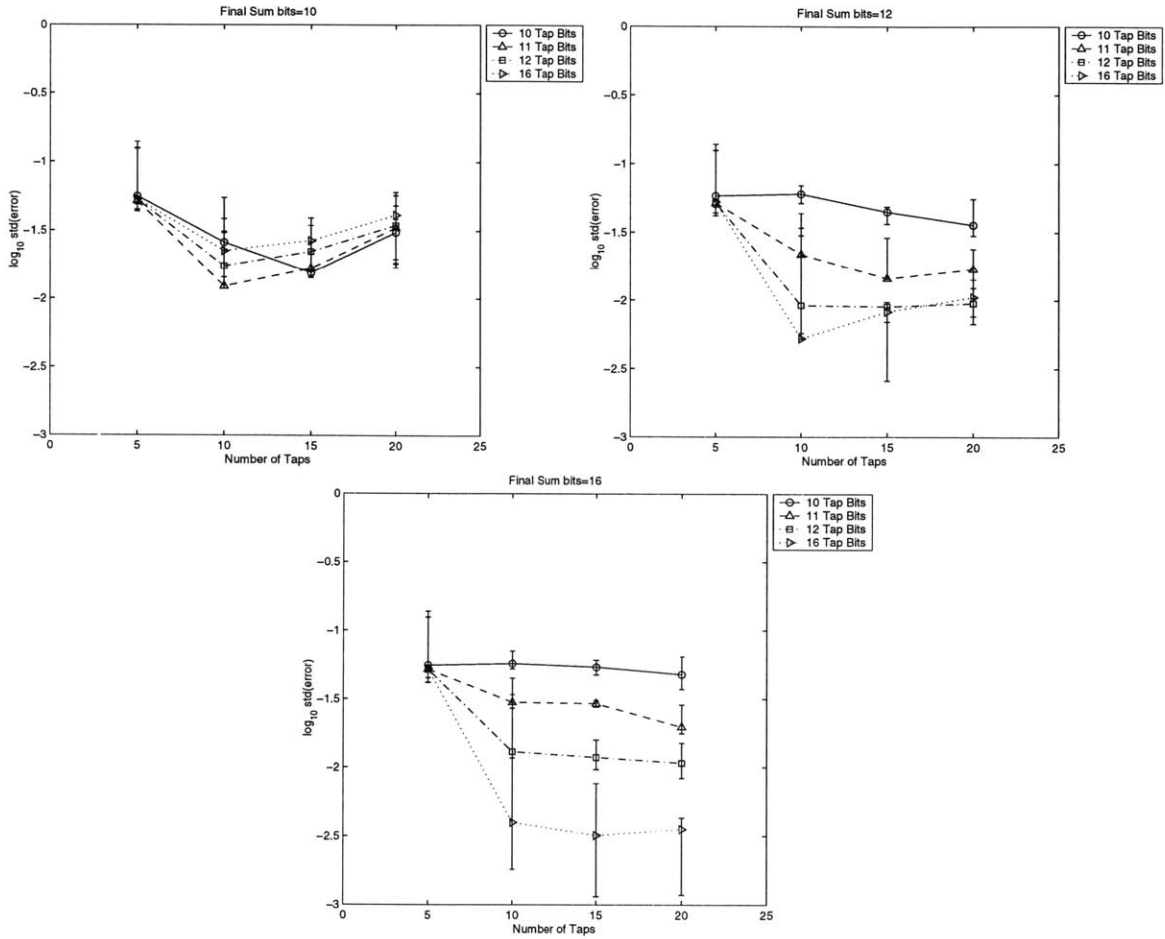 Final Sum bits=10
0
-0.5
-1
-1.5
-2
-2.5
-3
log10 std(error)
0
5
10
15
20
25
Number of Taps
10 Tap Bits
11 Tap Bits
12 Tap Bits
16 Tap Bits
Final Sum bits=12
0
-0.5
-1
-1.5
-2
-2.5
-3
log10 std(error)
0
5
10
15
20
25
Number of Taps
10 Tap Bits
11 Tap Bits
12 Tap Bits
16 Tap Bits
Final Sum bits=16
0
-0.5
-1
-1.5
-2
-2.5
-3
log10 std(error)
0
5
10
15
20
25
Number of Taps
10 Tap Bits
11 Tap Bits
12 Tap Bits
16 Tap Bits